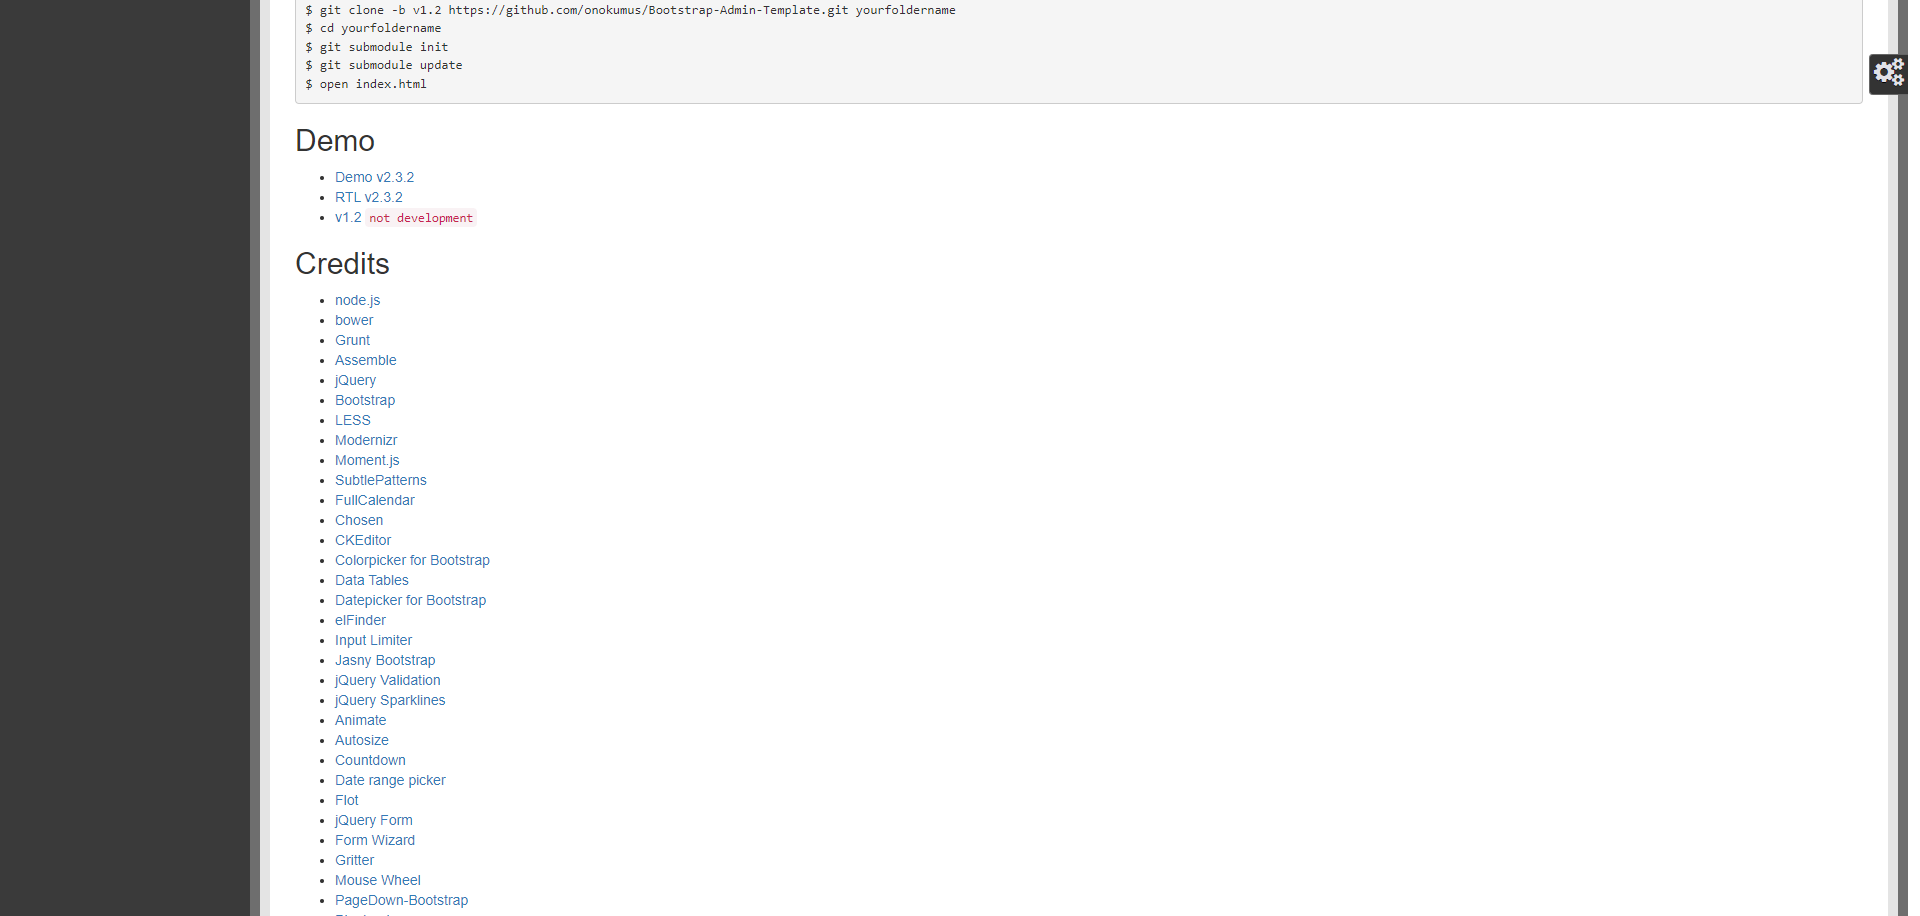 $ git clone -b v1.2 https://github.com/onokumus/Bootstrap-Admin-Template.git yourfoldername
$ cd yourfoldername
$ git submodule init
$ git submodule update
$ open index.html
Demo
Demo v2.3.2
RTL v2.3.2
v1.2 not development
Credits
node.js
bower
Grunt
Assemble
jQuery
Bootstrap
LESS
Modernizr
Moment.js
SubtlePatterns
FullCalendar
Chosen
CKEditor
Colorpicker for Bootstrap
Data Tables
Datepicker for Bootstrap
elFinder
Input Limiter
Jasny Bootstrap
jQuery Validation
jQuery Sparklines
Animate
Autosize
Countdown
Date range picker
Flot
jQuery Form
Form Wizard
Gritter
Mouse Wheel
PageDown-Bootstrap